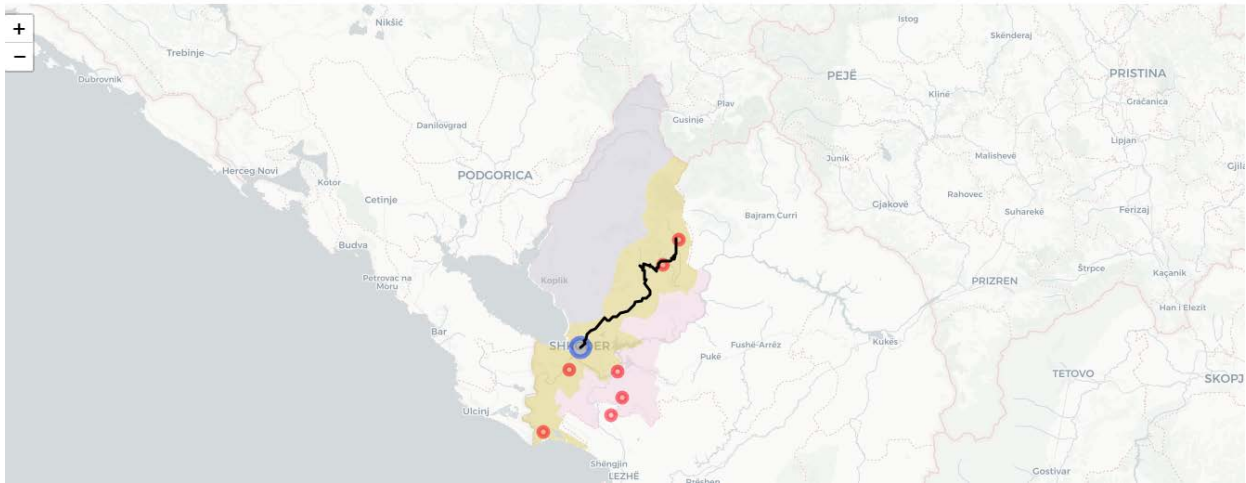 +
−
Nikšić
Trebinje
Dubrovnik
Danilovgrad
PODGORICA
Herceg Novi
Kotor
Cetinje
Budva
Petrovac na
Moru
Bar
Ulcinj
Koplik
Gusinje
Plav
Istog
Skënderaj
PEJË
PRISTINA
Klinë
Gračanica
Lipjan
Junik
Malishevë
Gjila
Rahovec
Gjakovë
Suharekë
Ferizaj
Bajram Curri
Štrpce
Kaçanik
PRIZREN
Han i Elezit
Fushë-Arrëz
Kukës
Pukë
TETOVO
SKOPJ
Shëngjin
LEZHË
Rrëshen
Gostivar